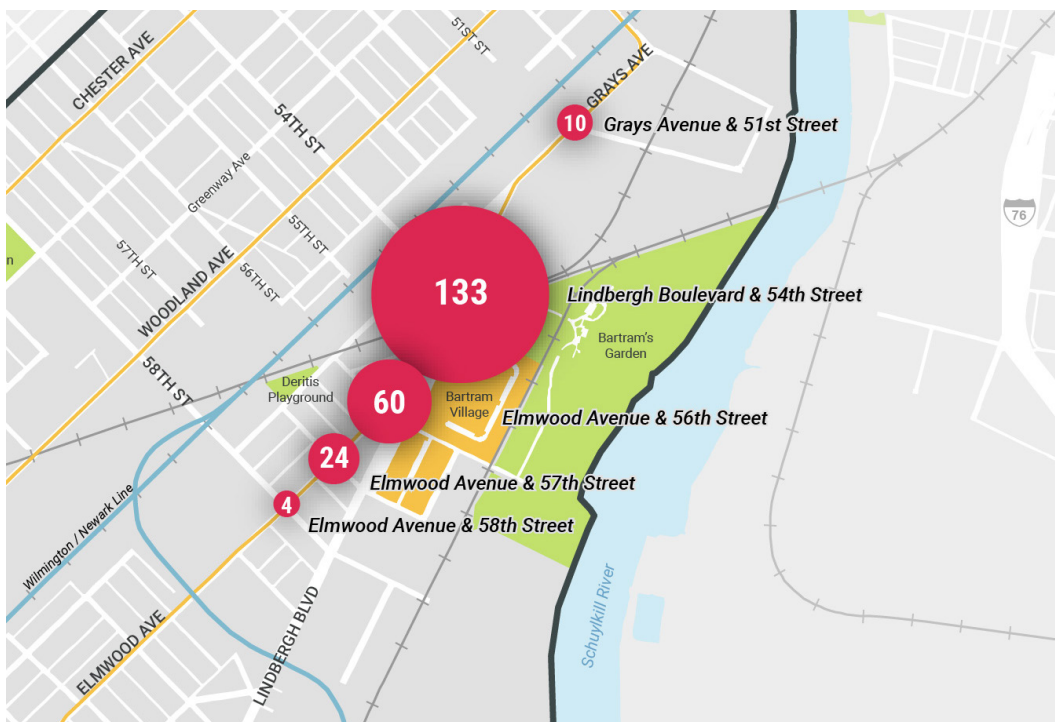 CHESTER AVE
51ST ST
GRAYS AVE
10
Grays Avenue & 51st Street
54TH ST
Greenway Ave
55TH ST
57TH ST
56TH ST
WOODLAND AVE
n
76
133
Lindbergh Boulevard & 54th Street
Bartram's
Garden
58TH ST
Deritis
Playground
60
Bartram
Village
Elmwood Avenue & 56th Street
24
Elmwood Avenue & 57th Street
4
Elmwood Avenue & 58th Street
Wilmington / Newark Line
ELMWOOD AVE
LINDBERGH BLVD
Schuylkill River